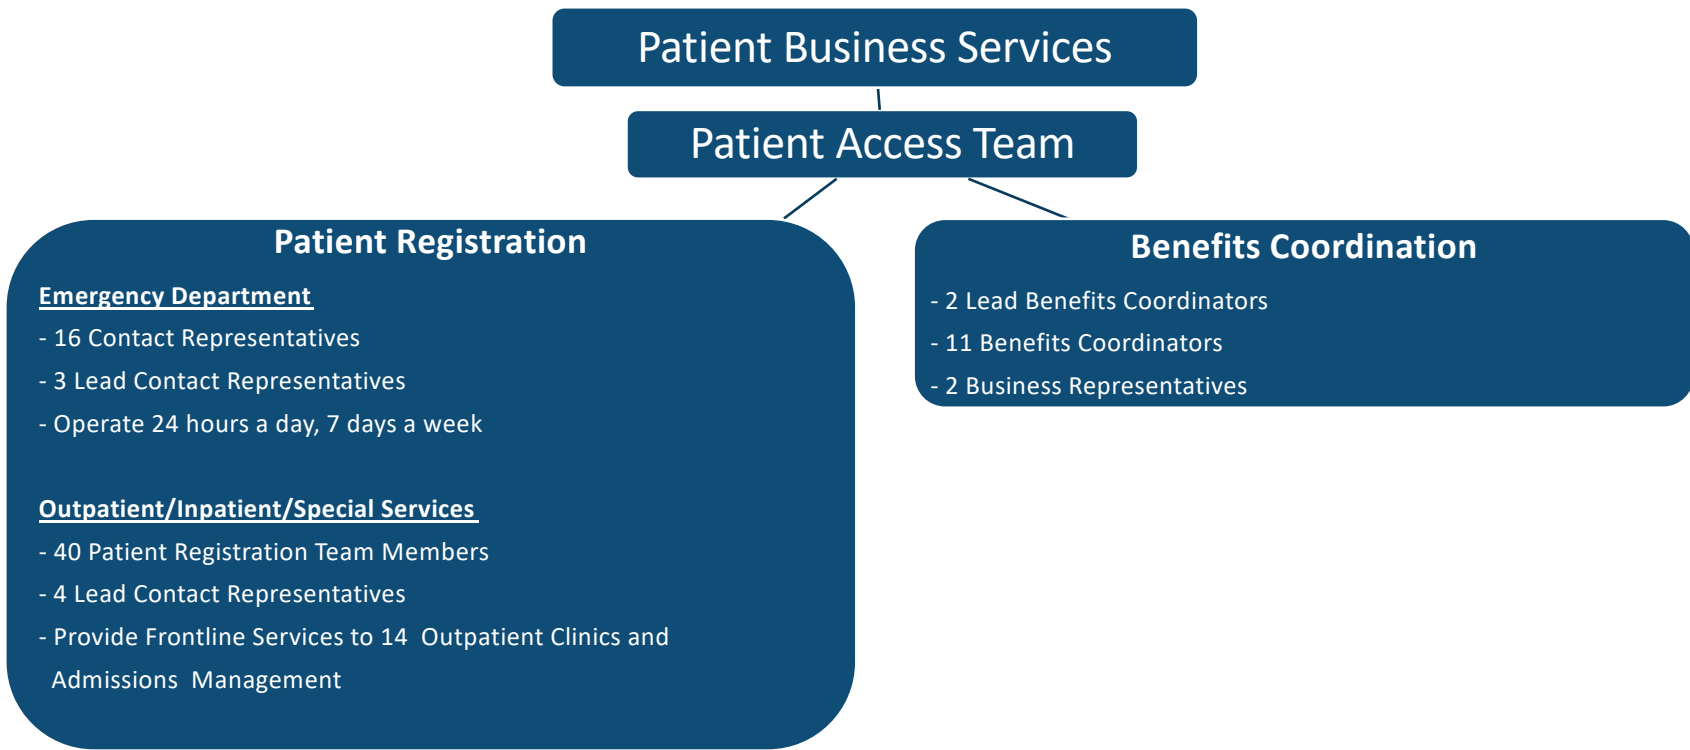 Patient Business Services
Patient Access Team
Patient Registration
Emergency Department
- 16 Contact Representatives
- 3 Lead Contact Representatives
- Operate 24 hours a day, 7 days a week
Outpatient/Inpatient/Special Services
- 40 Patient Registration Team Members
- 4 Lead Contact Representatives
- Provide Frontline Services to 14  Outpatient Clinics and
Admissions  Management
Benefits Coordination
- 2 Lead Benefits Coordinators
- 11 Benefits Coordinators
- 2 Business Representatives